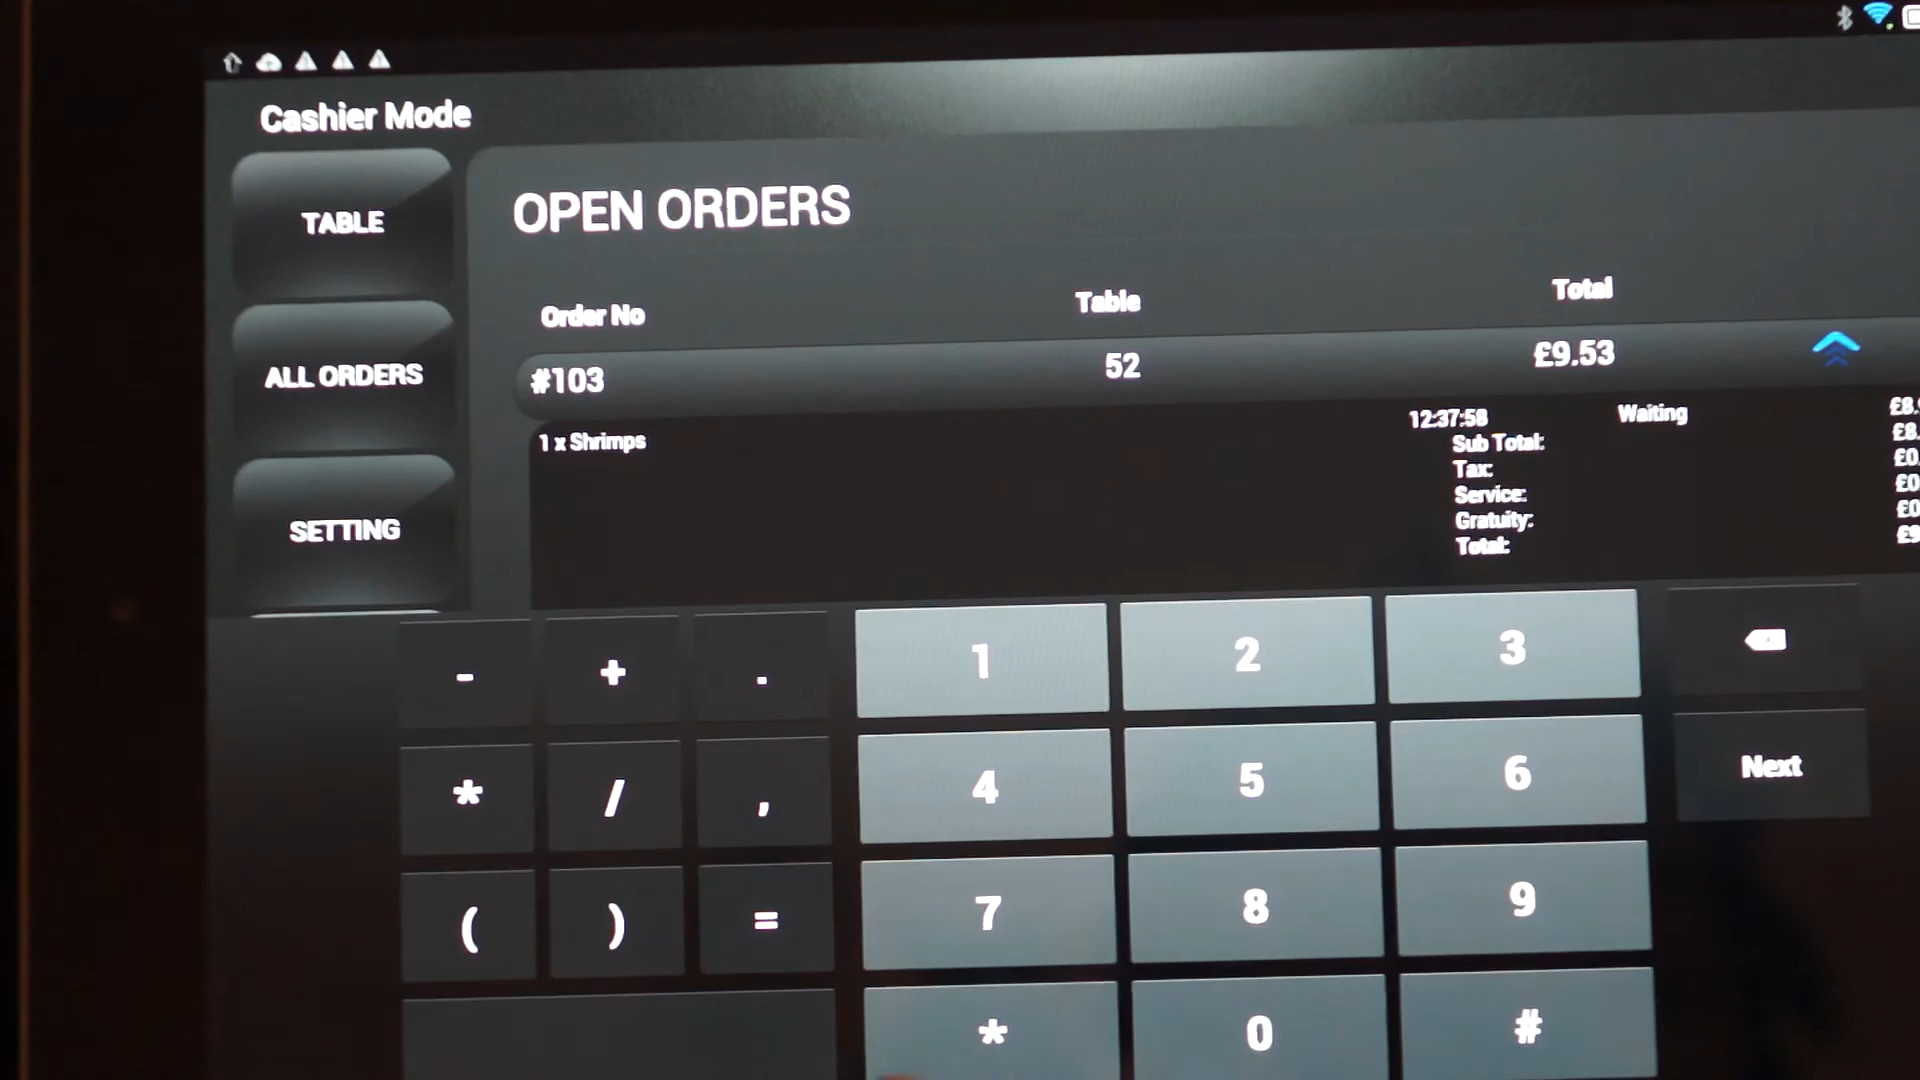 Cashier Mode
TABLE
ALL ORDERS
SETTING
OPEN ORDERS
Order No Table Total
#103 52 £9.53
1 x Shrimps
12:37:58 Waiting
Sub Total:
Tax:
Service:
Gratuity:
Total:
- + . 1 2 3
* / , 4 5 6 Next
( ) = 7 8 9
* 0 #